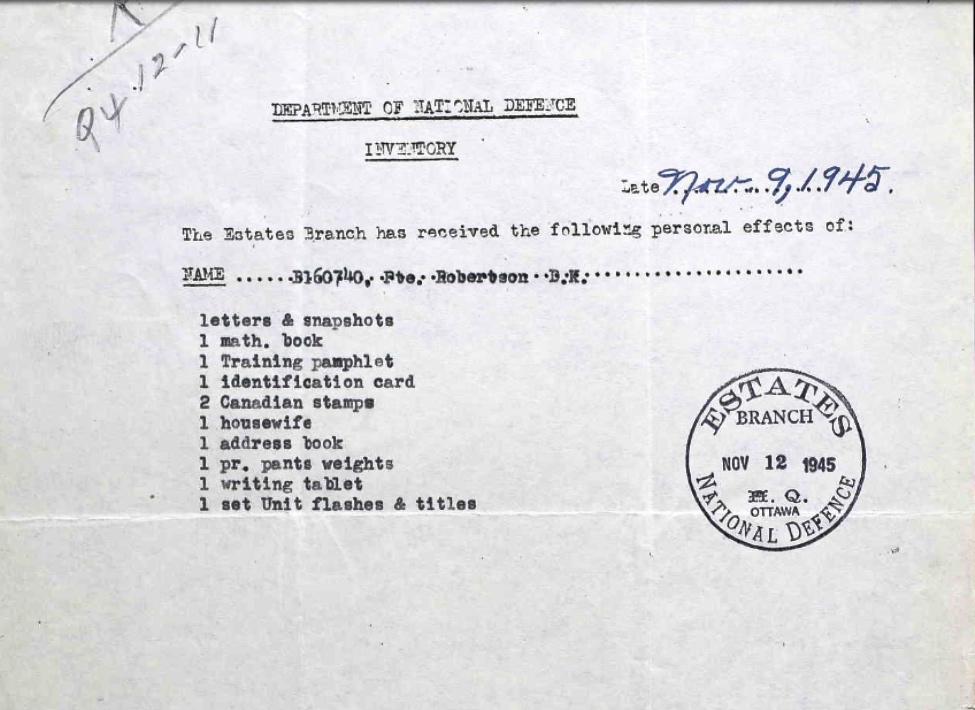 Q4.12-11
DEPARTMENT OF NATIONAL DEFENCE
INVENTORY
Date Nov. 9, 1945.
The Estates Branch has received the following personal effects of:
NAME ......B160740, Pte. Robertson B.K.......................
letters & snapshots
1 math. book
1 Training pamphlet
1 identification card
2 Canadian stamps
1 housewife
1 address book
1 pr. pants weights
1 writing tablet
1 set Unit flashes & titles
ESTATES
BRANCH
NOV 12 1945
H. Q.
OTTAWA
NATIONAL DEFENCE